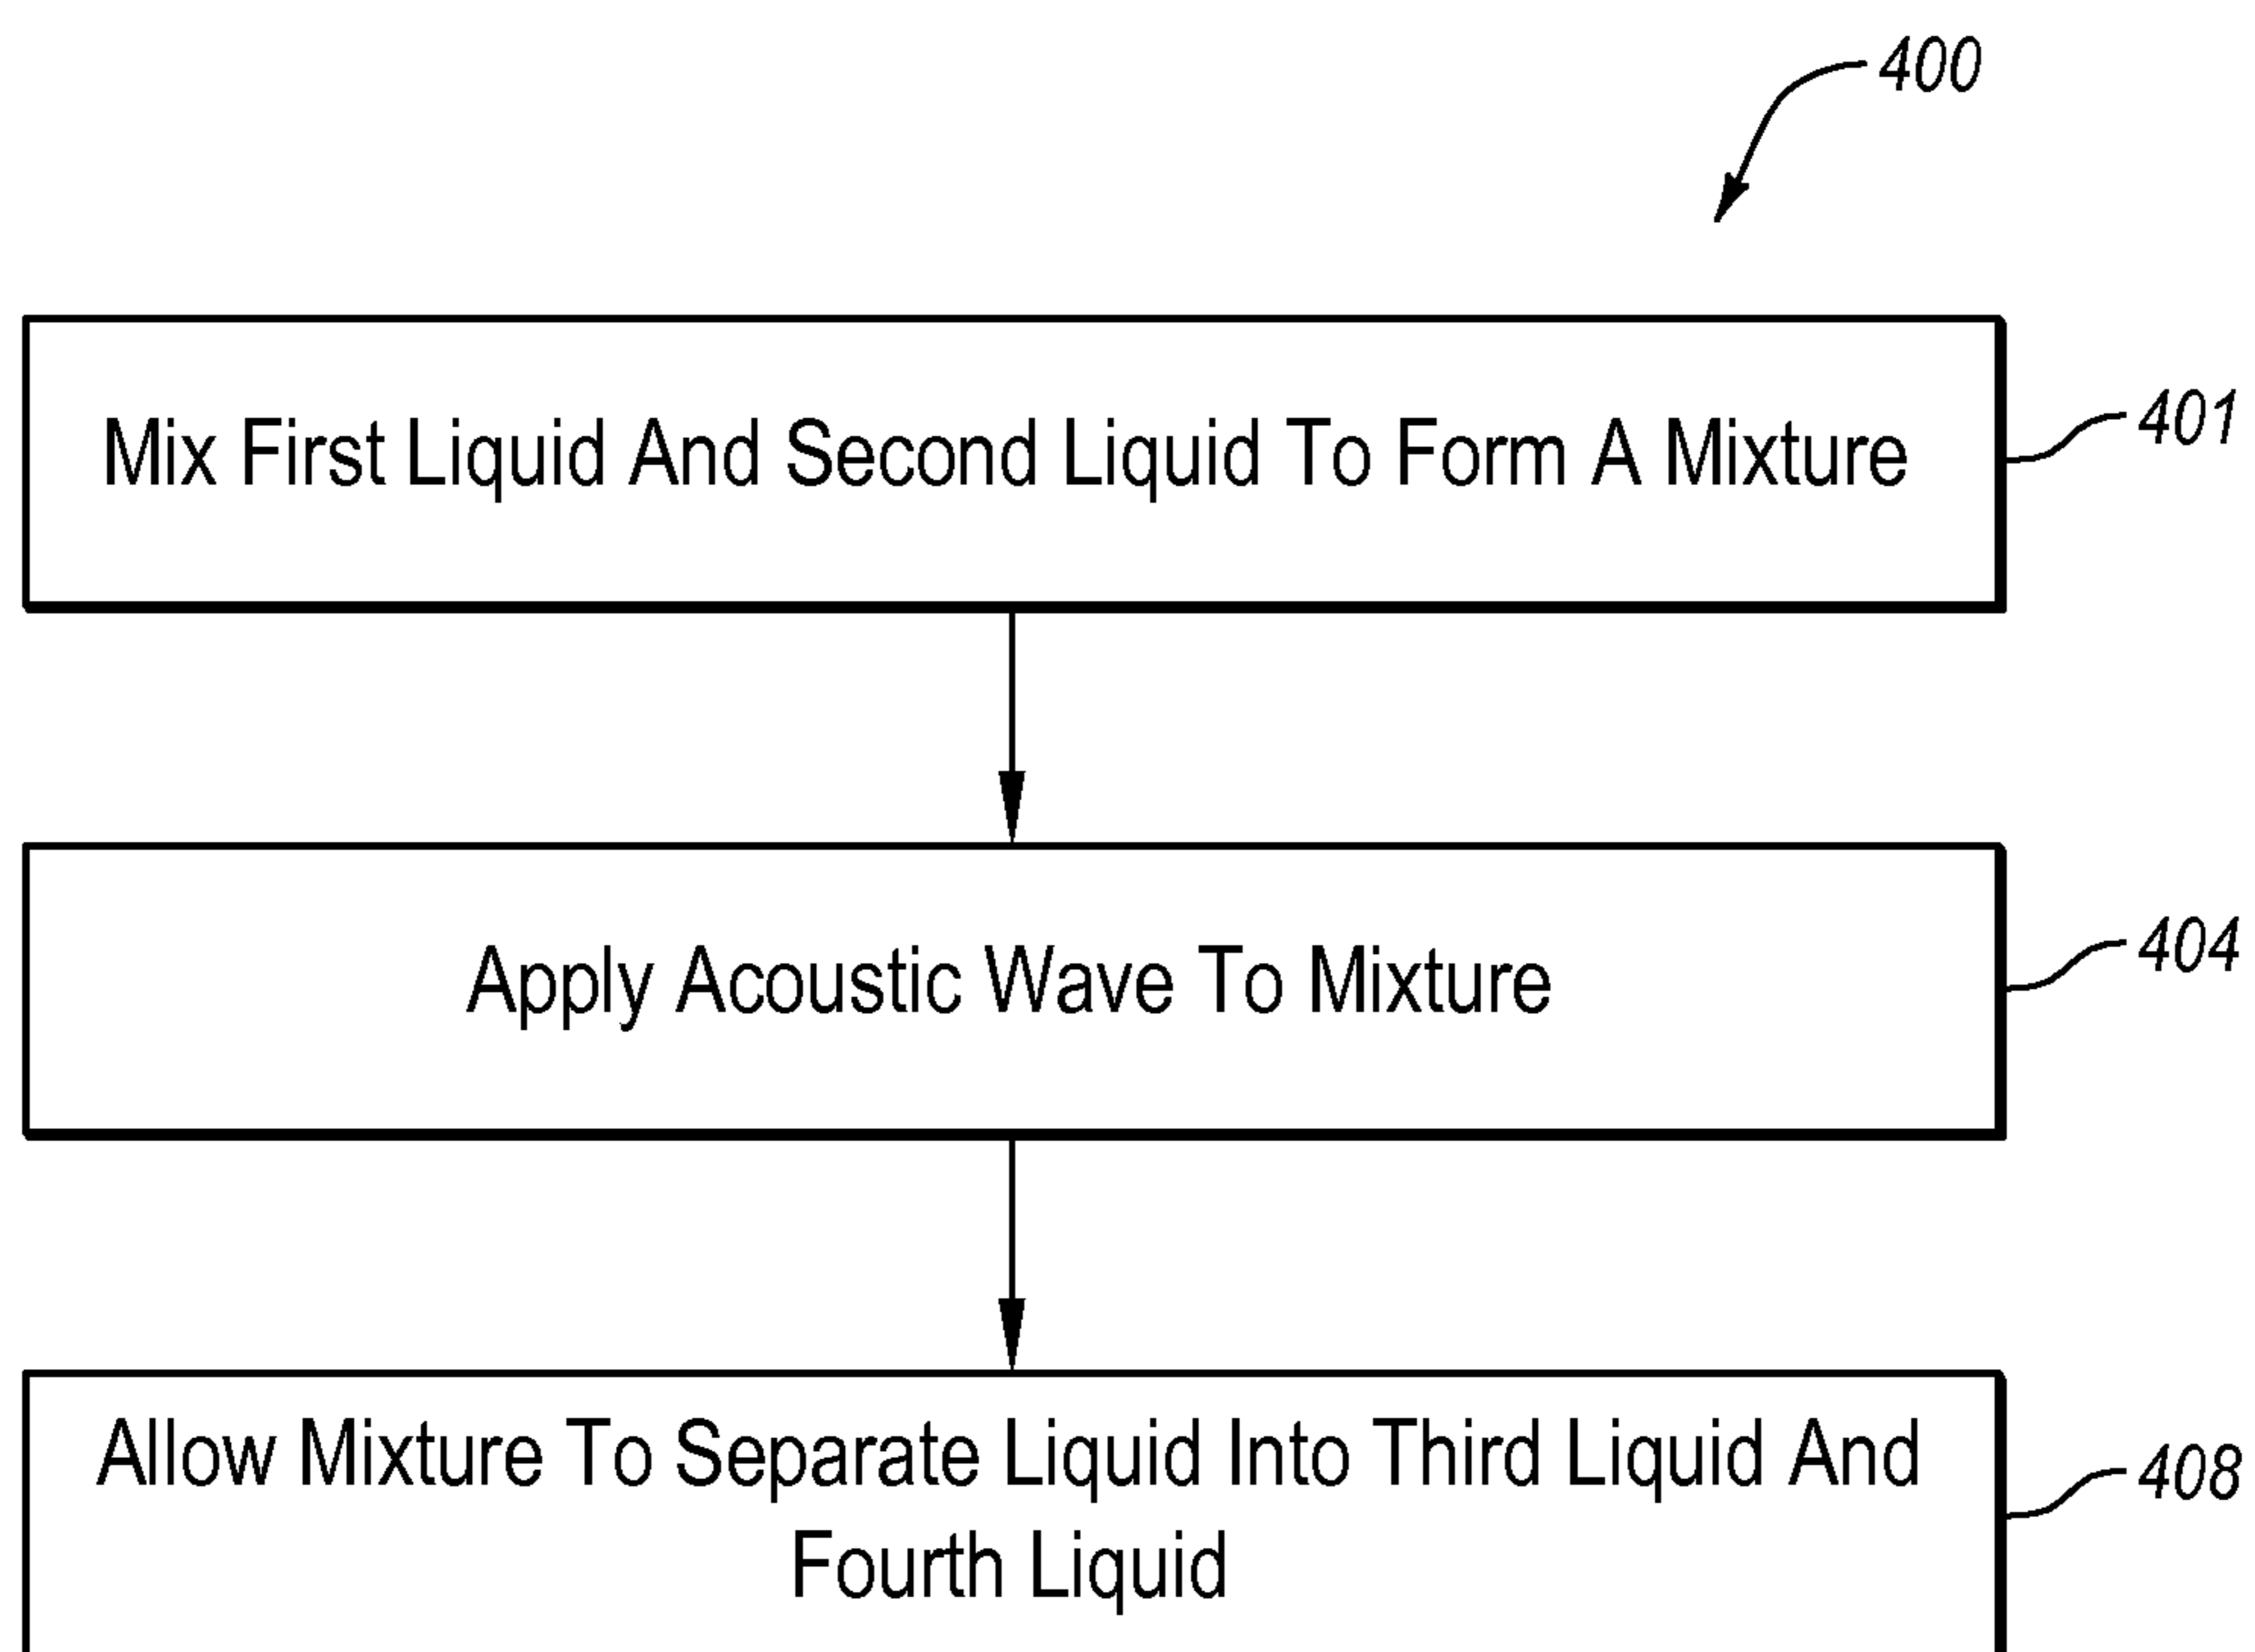 400
Mix First Liquid And Second Liquid To Form A Mixture
401
Apply Acoustic Wave To Mixture
404
Allow Mixture To Separate Liquid Into Third Liquid And
Fourth Liquid
408